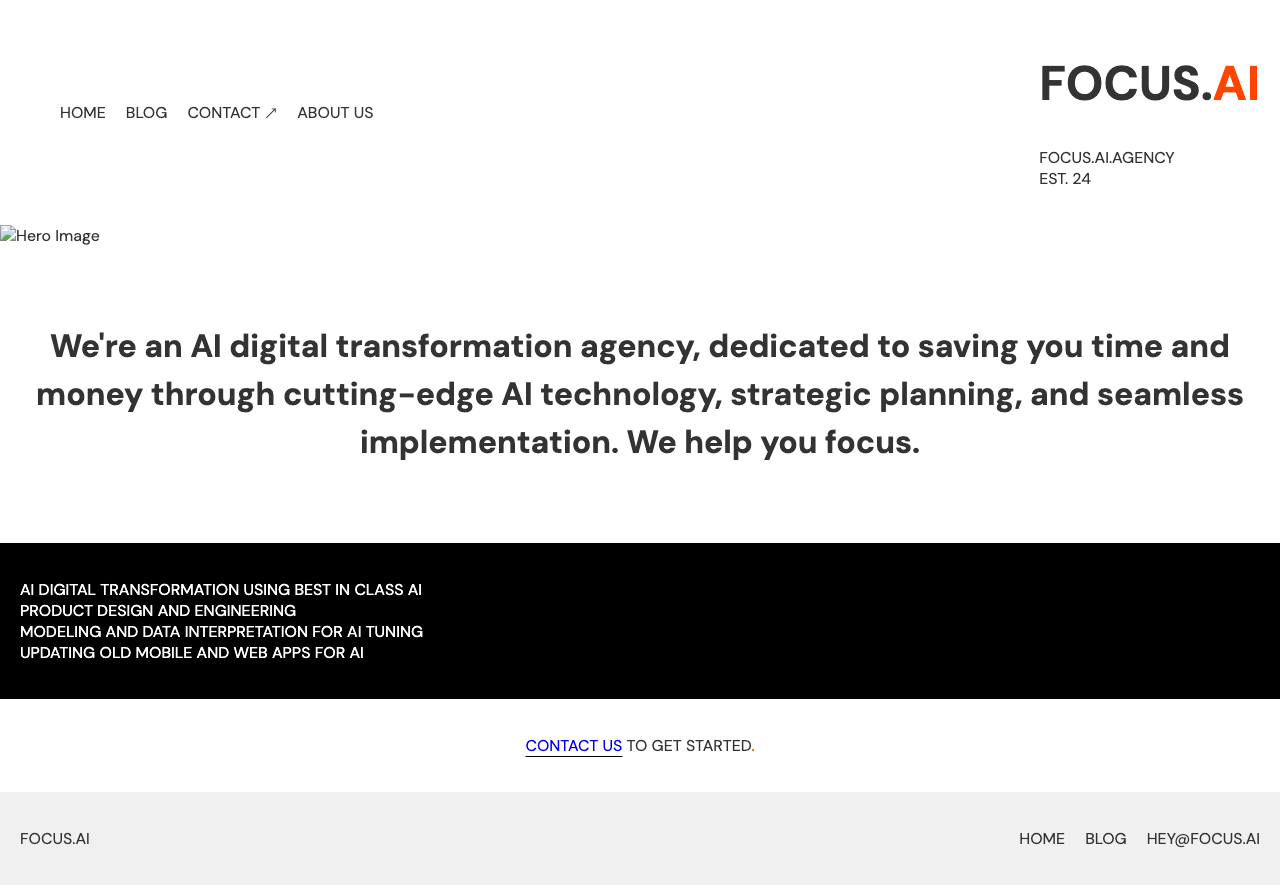 HOME BLOG CONTACT ↗ ABOUT US
FOCUS.AI
FOCUS.AI.AGENCY
EST. 24
Hero Image
We're an AI digital transformation agency, dedicated to saving you time and
money through cutting-edge AI technology, strategic planning, and seamless
implementation. We help you focus.
AI DIGITAL TRANSFORMATION USING BEST IN CLASS AI
PRODUCT DESIGN AND ENGINEERING
MODELING AND DATA INTERPRETATION FOR AI TUNING
UPDATING OLD MOBILE AND WEB APPS FOR AI
CONTACT US TO GET STARTED.
FOCUS.AI
HOME BLOG HEY@FOCUS.AI